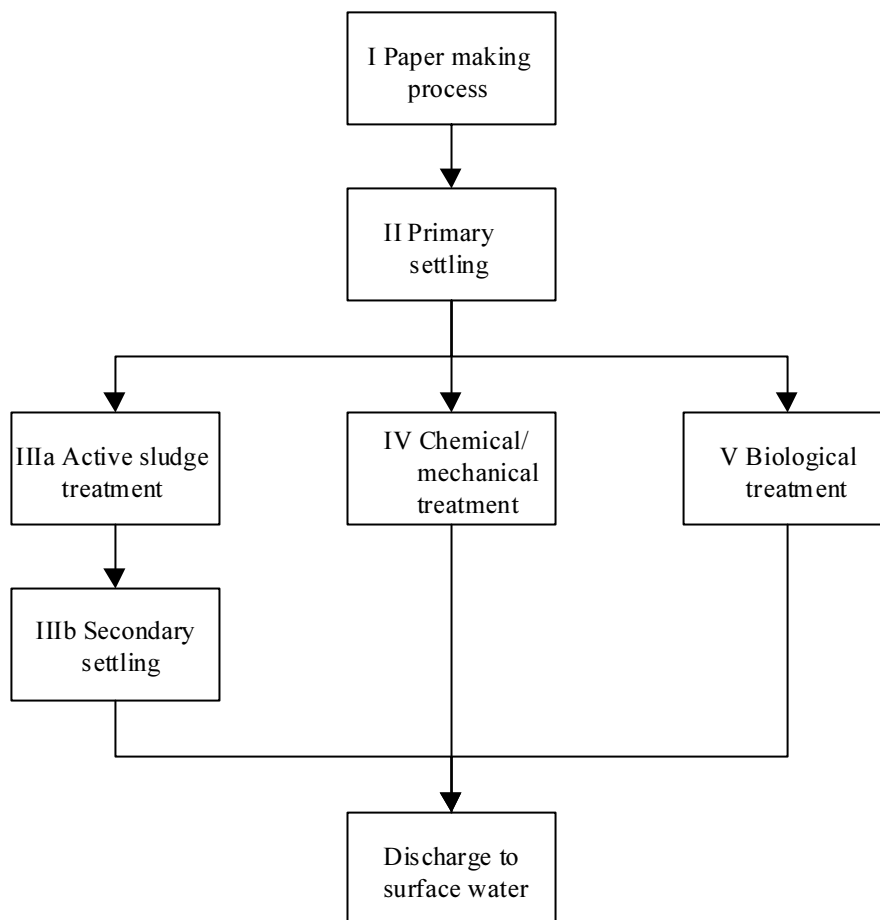 I Paper making
process
II Primary
settling
IIIa Active sludge
treatment
IV Chemical/
mechanical
treatment
V Biological
treatment
IIIb Secondary
settling
Discharge to
surface water